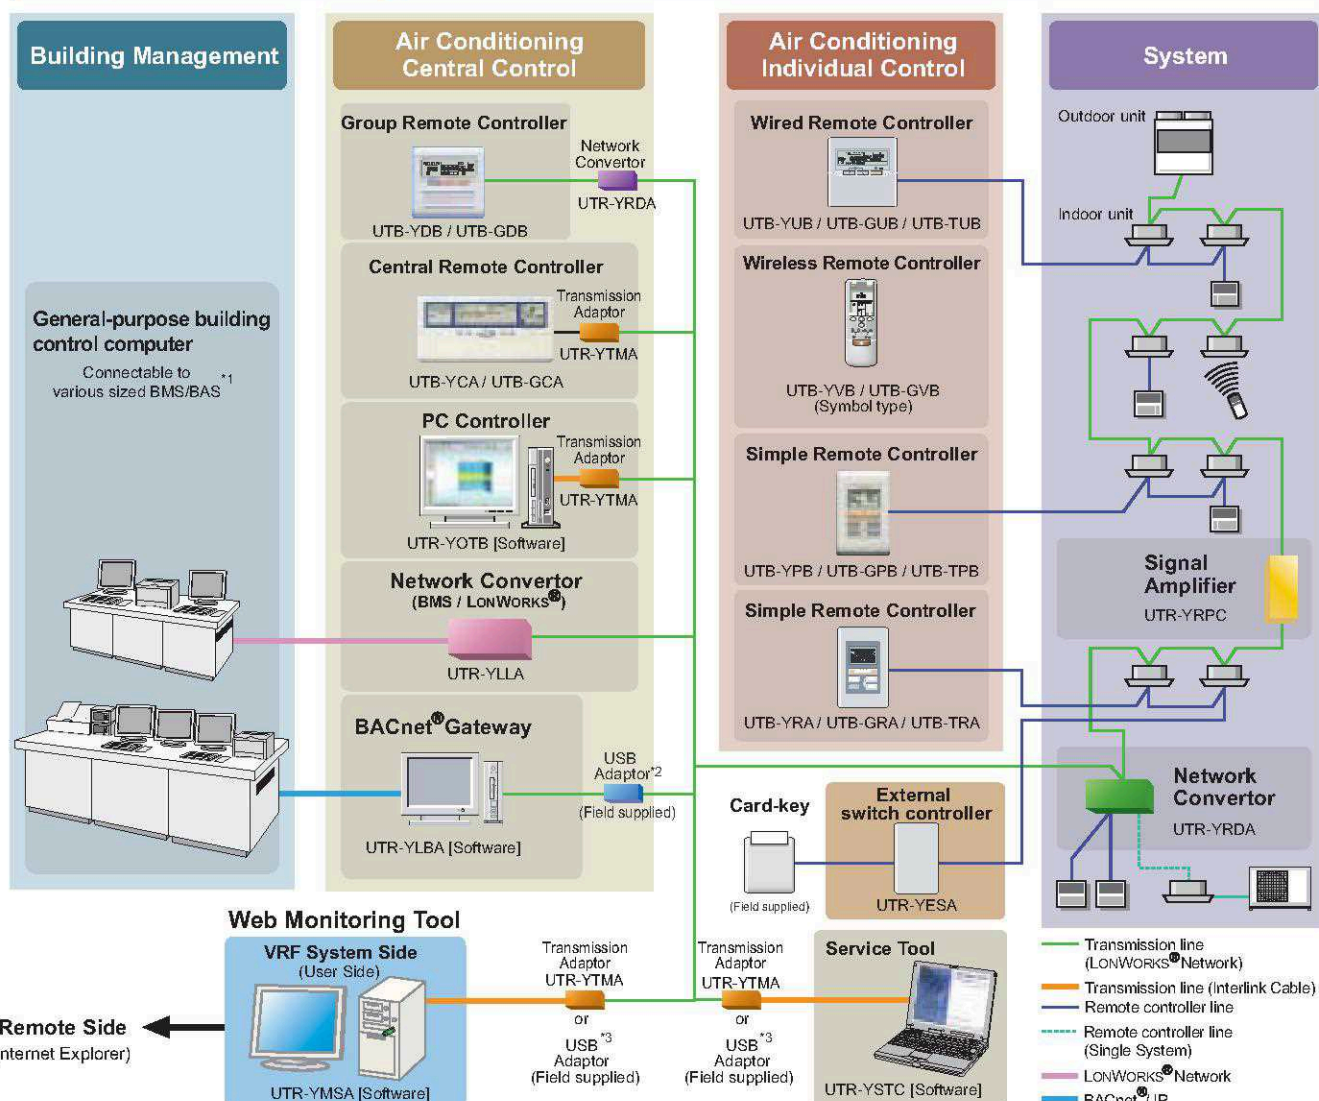 Building Management
General-purpose building
control computer
Connectable to
various sized BMS/BAS *1
Air Conditioning
Central Control
Group Remote Controller
Network
Convertor
UTR-YRDA
UTB-YDB / UTB-GDB
Central Remote Controller
Transmission
Adaptor
UTR-YTMA
UTB-YCA / UTB-GCA
PC Controller
Transmission
Adaptor
UTR-YTMA
UTR-YOTB [Software]
Network Convertor
(BMS / LONWORKS®)
UTR-YLLA
BACnet® Gateway
USB
Adaptor*2
(Field supplied)
UTR-YLBA [Software]
Air Conditioning
Individual Control
Wired Remote Controller
UTB-YUB / UTB-GUB / UTB-TUB
Wireless Remote Controller
UTB-YVB / UTB-GVB
(Symbol type)
Simple Remote Controller
UTB-YPB / UTB-GPB / UTB-TPB
Simple Remote Controller
UTB-YRA / UTB-GRA / UTB-TRA
Card-key
(Field supplied)
External
switch controller
UTR-YESA
System
Outdoor unit
Indoor unit
Signal
Amplifier
UTR-YRPC
Network
Convertor
UTR-YRDA
Web Monitoring Tool
VRF System Side
(User Side)
UTR-YMSA [Software]
Remote Side
nternet Explorer)
Transmission
Adaptor
UTR-YTMA
or
USB *3
Adaptor
(Field supplied)
Transmission
Adaptor
UTR-YTMA
or
USB *3
Adaptor
(Field supplied)
Service Tool
UTR-YSTC [Software]
Transmission line
(LONWORKS® Network)
Transmission line (Interlink Cable)
Remote controller line
Remote controller line
(Single System)
LONWORKS® Network
BACnet®/IP